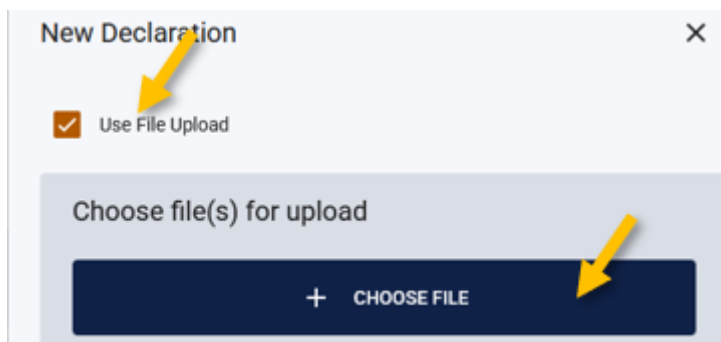 New Declaration
Use File Upload
Choose file(s) for upload
+ CHOOSE FILE